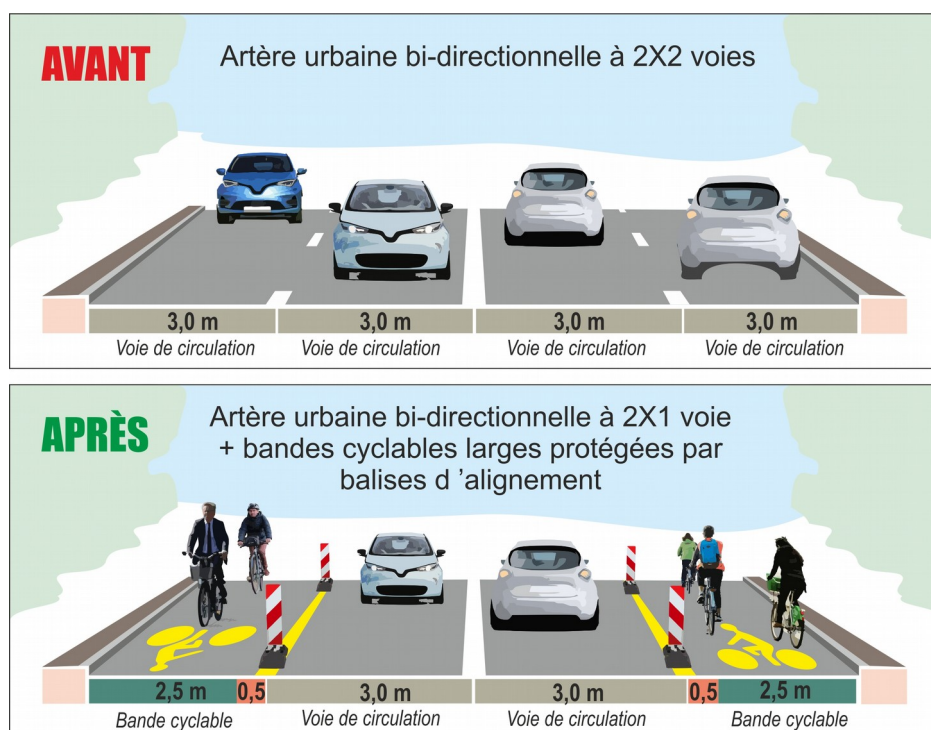 AVANT
Artère urbaine bi-directionnelle à 2X2 voies
3,0 m 3,0 m 3,0 m 3,0 m
Voie de circulation Voie de circulation Voie de circulation Voie de circulation
APRÈS
Artère urbaine bi-directionnelle à 2X1 voie
+ bandes cyclables larges protégées par
balises d ’alignement
2,5 m 0,5 3,0 m 3,0 m 0,5 2,5 m
Bande cyclable Voie de circulation Voie de circulation Bande cyclable